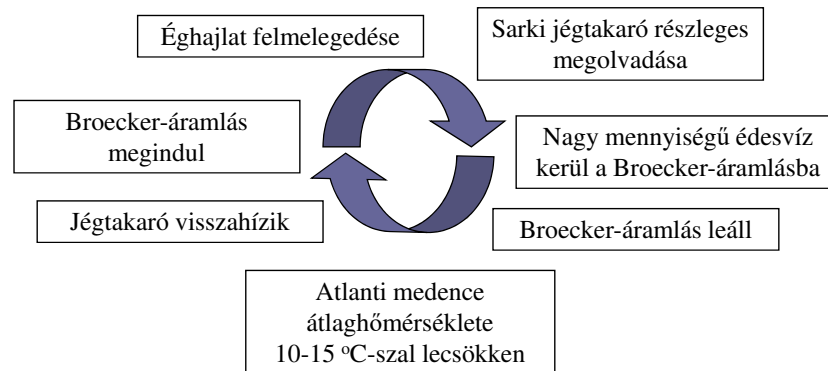 Éghajlat felmelegedése
Sarki jégtakaró részleges
megolvadása
Nagy mennyiségű édesvíz
kerül a Broecker-áramlásba
Broecker-áramlás leáll
Atlanti medence
átlaghőmérséklete
10-15 °C-szal lecsökken
Jégtakaró visszahízik
Broecker-áramlás
megindul